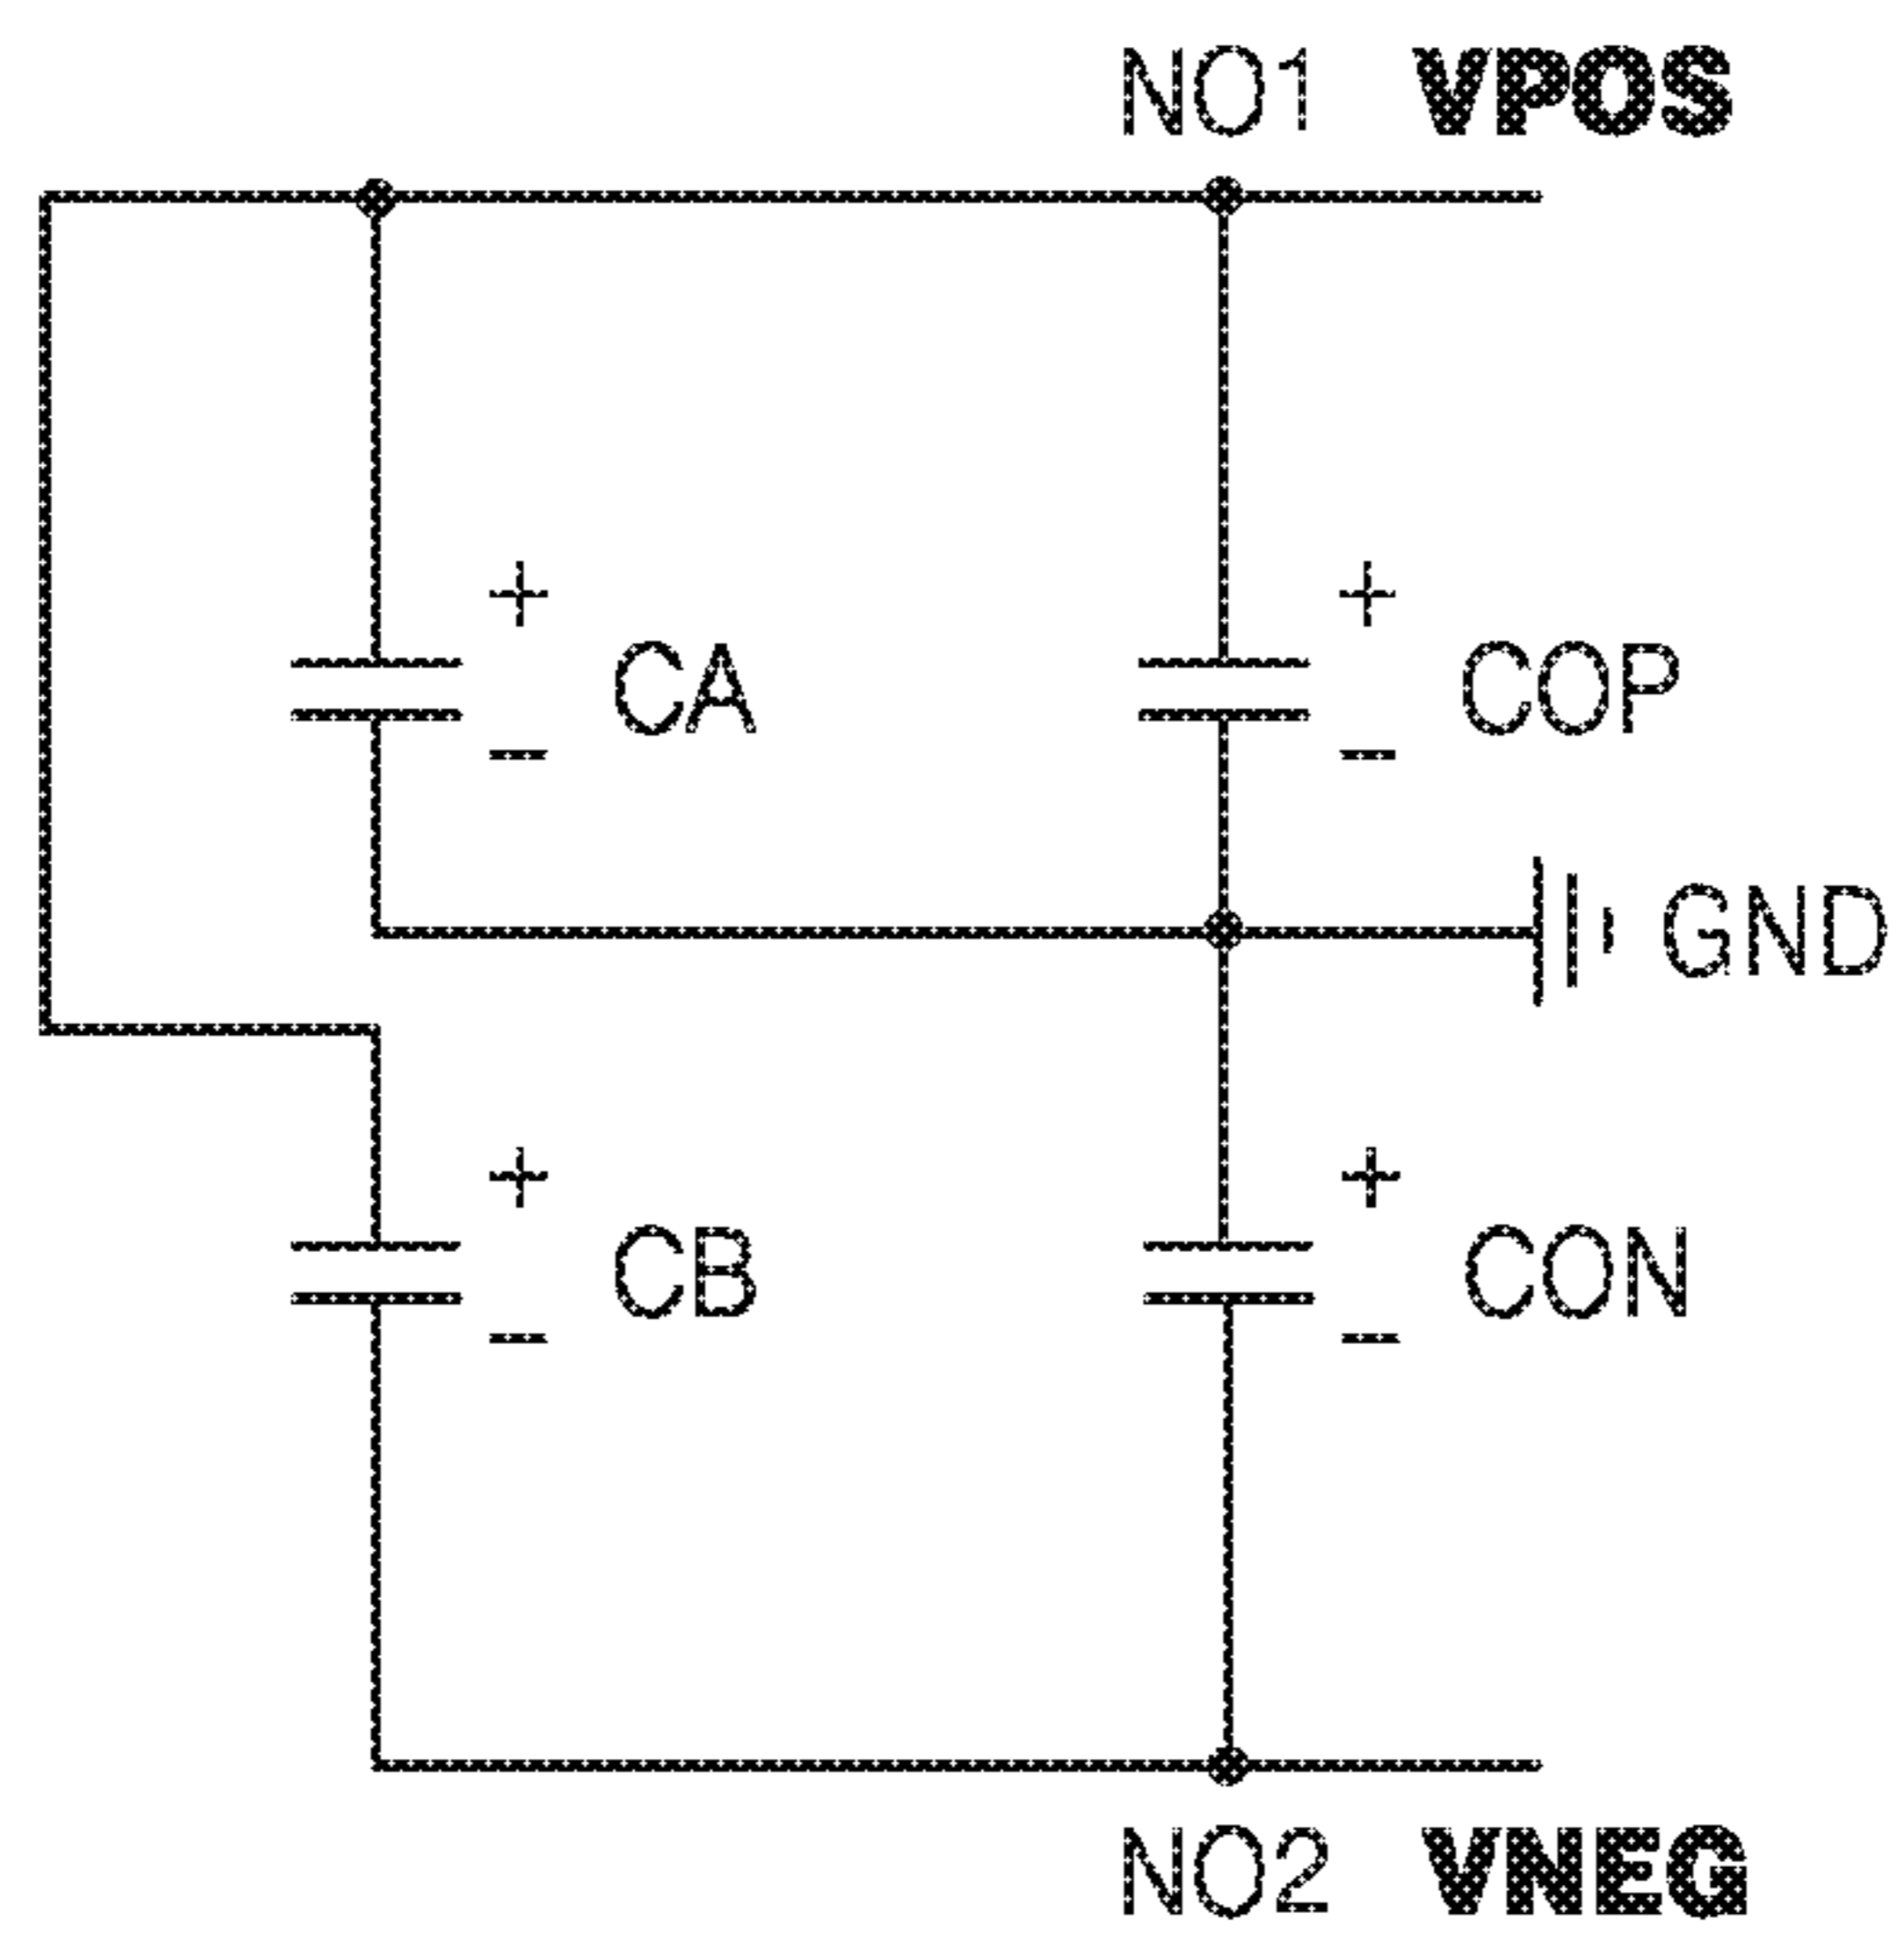 NO1 VPOS
+ +
CA COP
- -
GND
+ +
CB CON
- -
NO2 VNEG